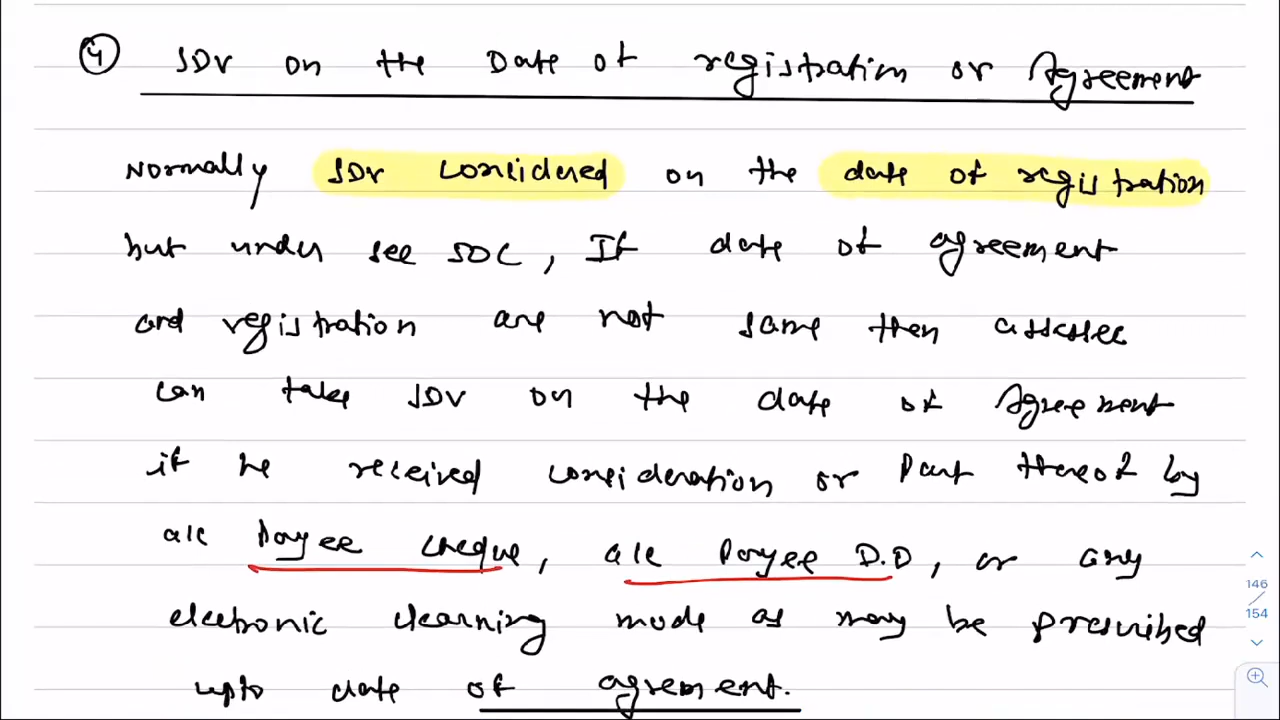 4 SDV on the Date of registration or Agreement
Normally SDV considered on the date of registration
but under sec 50C, If date of agreement
and registration are not same then assessee
can take SDV on the date of Agreement
if he received consideration or Part thereof by
a/c Payee cheque, a/c Payee D.D, or any
electronic clearning mode as may be prescribed
upto date of agrement.
146
154